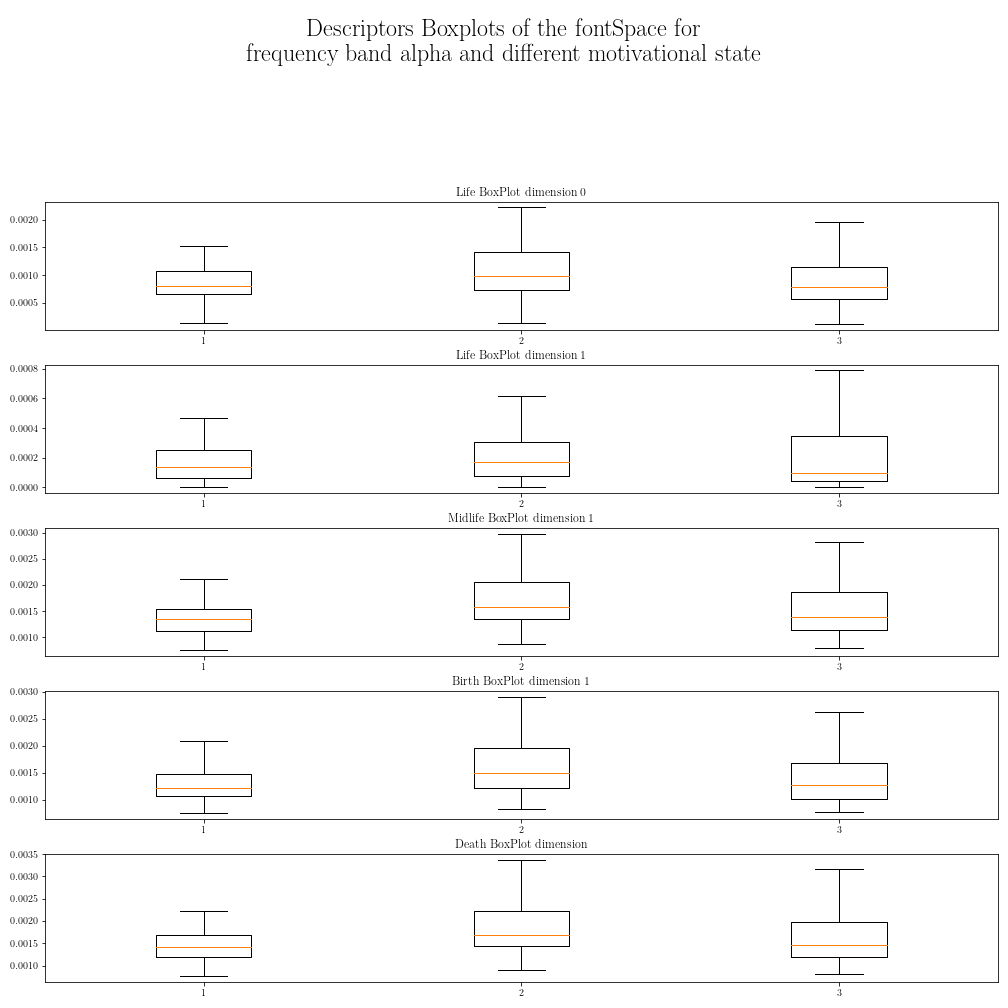 Descriptors Boxplots of the fontSpace for
frequency band alpha and different motivational state
Life BoxPlot dimension 0
0.0020
0.0015
0.0010
0.0005
1 2 3
Life BoxPlot dimension 1
0.0008
0.0006
0.0004
0.0002
0.0000
1 2 3
Midlife BoxPlot dimension 1
0.0030
0.0025
0.0020
0.0015
0.0010
1 2 3
Birth BoxPlot dimension 1
0.0030
0.0025
0.0020
0.0015
0.0010
1 2 3
Death BoxPlot dimension
0.0035
0.0030
0.0025
0.0020
0.0015
0.0010
1 2 3